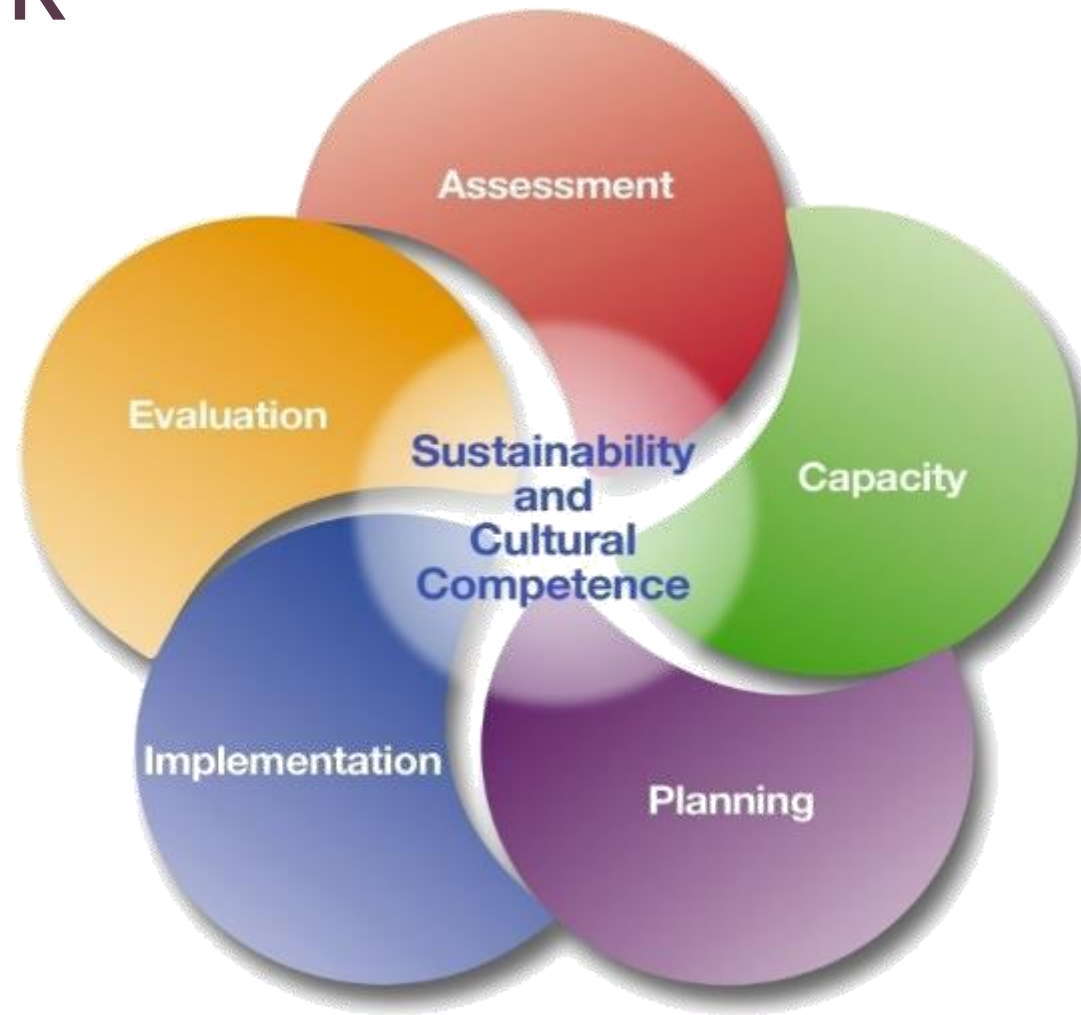 K
Assessment
Evaluation
Capacity
Sustainability
and
Cultural
Competence
Implementation
Planning